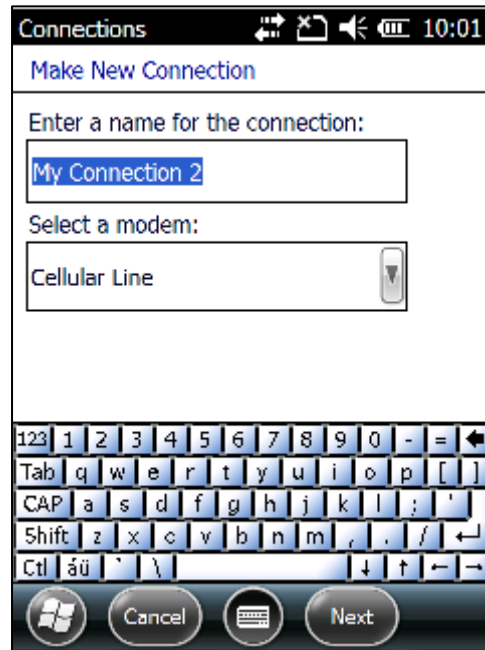 Connections 10:01
Make New Connection
Enter a name for the connection:
My Connection 2
Select a modem:
Cellular Line
123 1 2 3 4 5 6 7 8 9 0 - =
Tab q w e r t y u i o p [ ]
CAP a s d f g h j k l ; '
Shift z x c v b n m , . /
Ctl áü ` \
Cancel Next